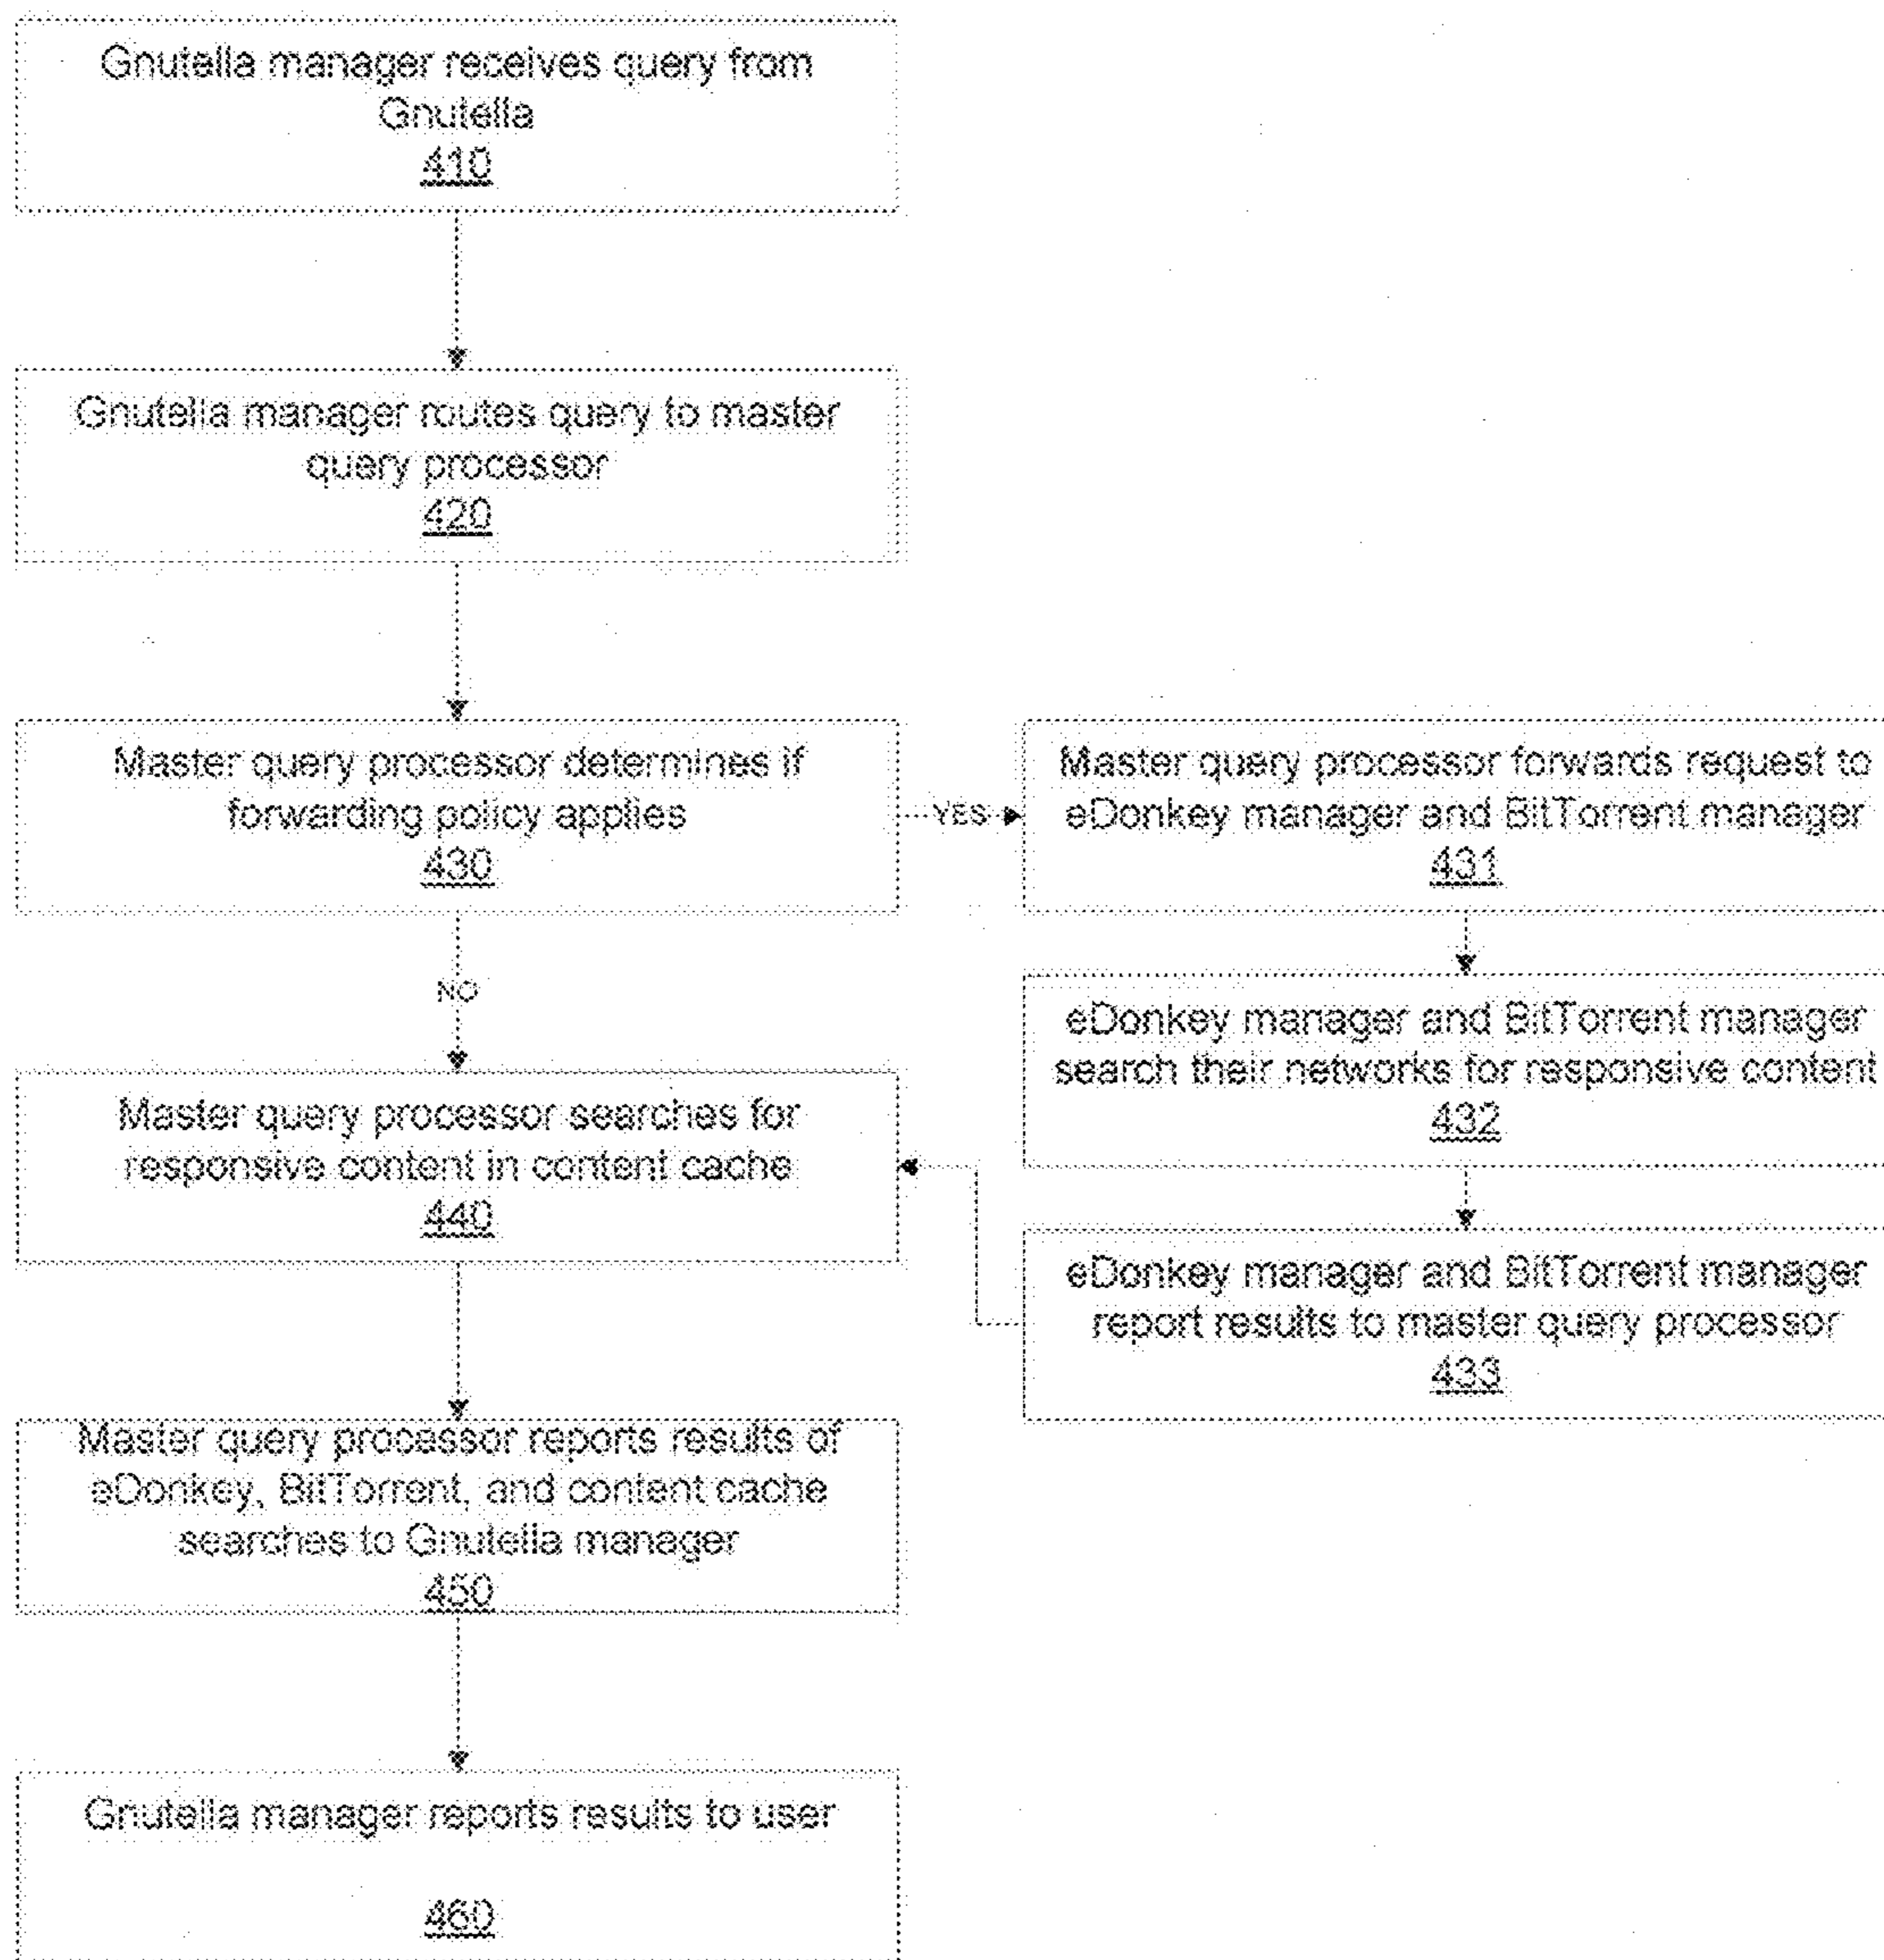 Gnutella manager receives query from
Gnutella
410
Gnutella manager routes query to master
query processor
420
Master query processor determines if
forwarding policy applies
430
YES
Master query processor forwards request to
eDonkey manager and BitTorrent manager
431
NO
eDonkey manager and BitTorrent manager
search their networks for responsive content
432
Master query processor searches for
responsive content in content cache
440
eDonkey manager and BitTorrent manager
report results to master query processor
433
Master query processor reports results of
eDonkey, BitTorrent, and content cache
searches to Gnutella manager
450
Gnutella manager reports results to user
460